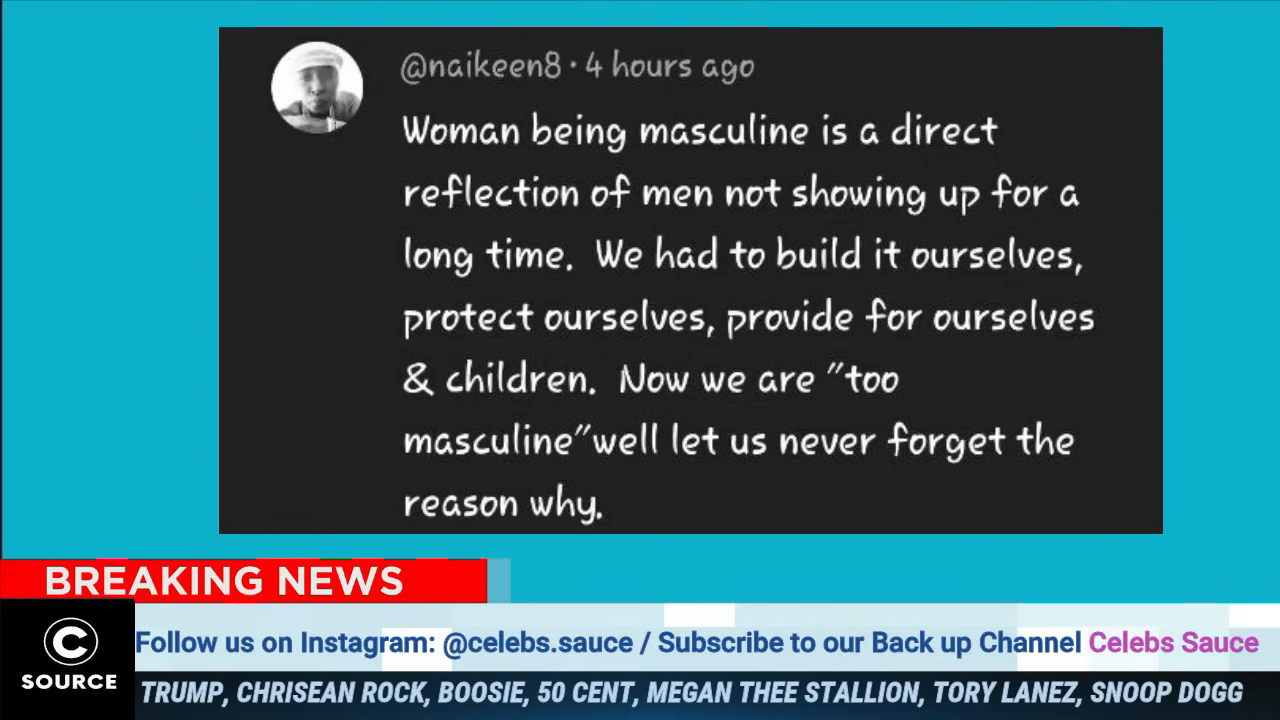 @naikeen8 · 4 hours ago
Woman being masculine is a direct
reflection of men not showing up for a
long time. We had to build it ourselves,
protect ourselves, provide for ourselves
& children. Now we are "too
masculine"well let us never forget the
reason why.
BREAKING NEWS
Follow us on Instagram: @celebs.sauce / Subscribe to our Back up Channel Celebs Sauce
C
SOURCE
TRUMP, CHRISEAN ROCK, BOOSIE, 50 CENT, MEGAN THEE STALLION, TORY LANEZ, SNOOP DOGG